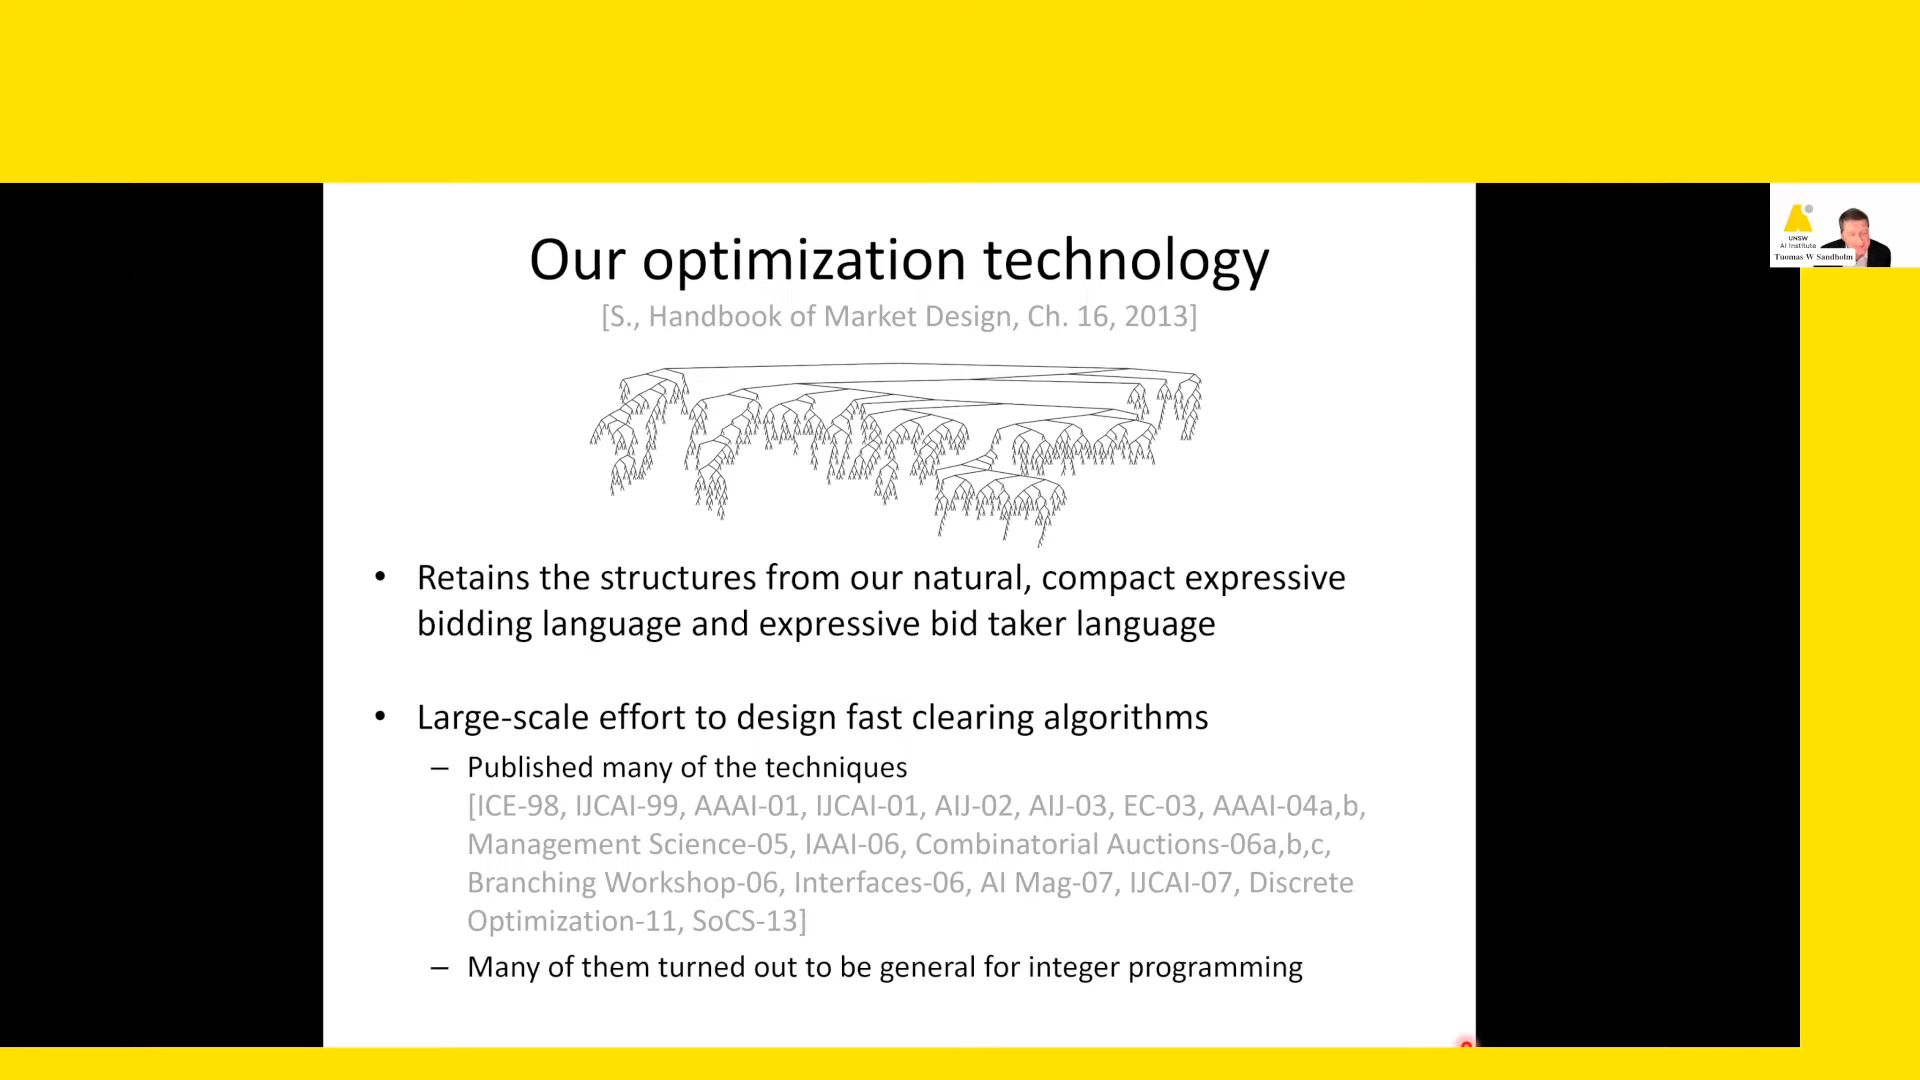 Our optimization technology
[S., Handbook of Market Design, Ch. 16, 2013]
• Retains the structures from our natural, compact expressive
bidding language and expressive bid taker language
• Large-scale effort to design fast clearing algorithms
– Published many of the techniques
[ICE-98, IJCAI-99, AAAI-01, IJCAI-01, AIJ-02, AIJ-03, EC-03, AAAI-04a,b,
Management Science-05, IAAI-06, Combinatorial Auctions-06a,b,c,
Branching Workshop-06, Interfaces-06, AI Mag-07, IJCAI-07, Discrete
Optimization-11, SoCS-13]
– Many of them turned out to be general for integer programming
UNSW
AI Institute
Tuomas W Sandholm